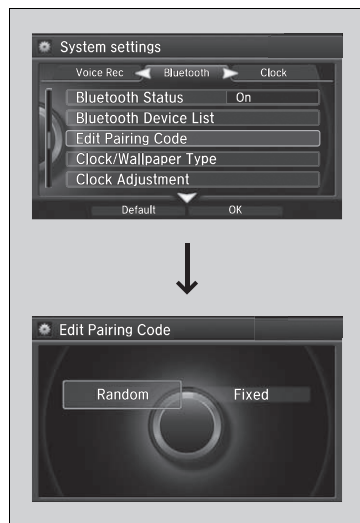 System settings
Voice Rec Bluetooth Clock
Bluetooth Status On
Bluetooth Device List
Edit Pairing Code
Clock/Wallpaper Type
Clock Adjustment
Default OK
Edit Pairing Code
Random Fixed